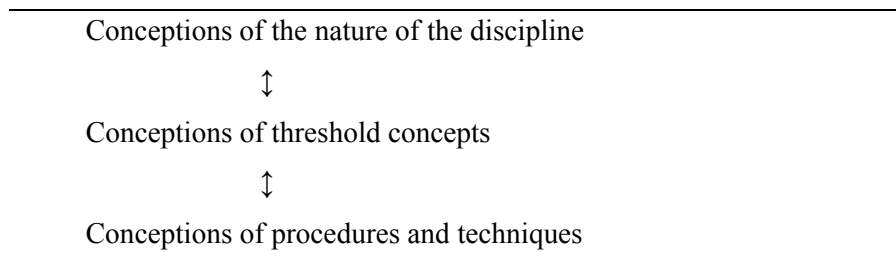 Conceptions of the nature of the discipline
↕
Conceptions of threshold concepts
↕
Conceptions of procedures and techniques